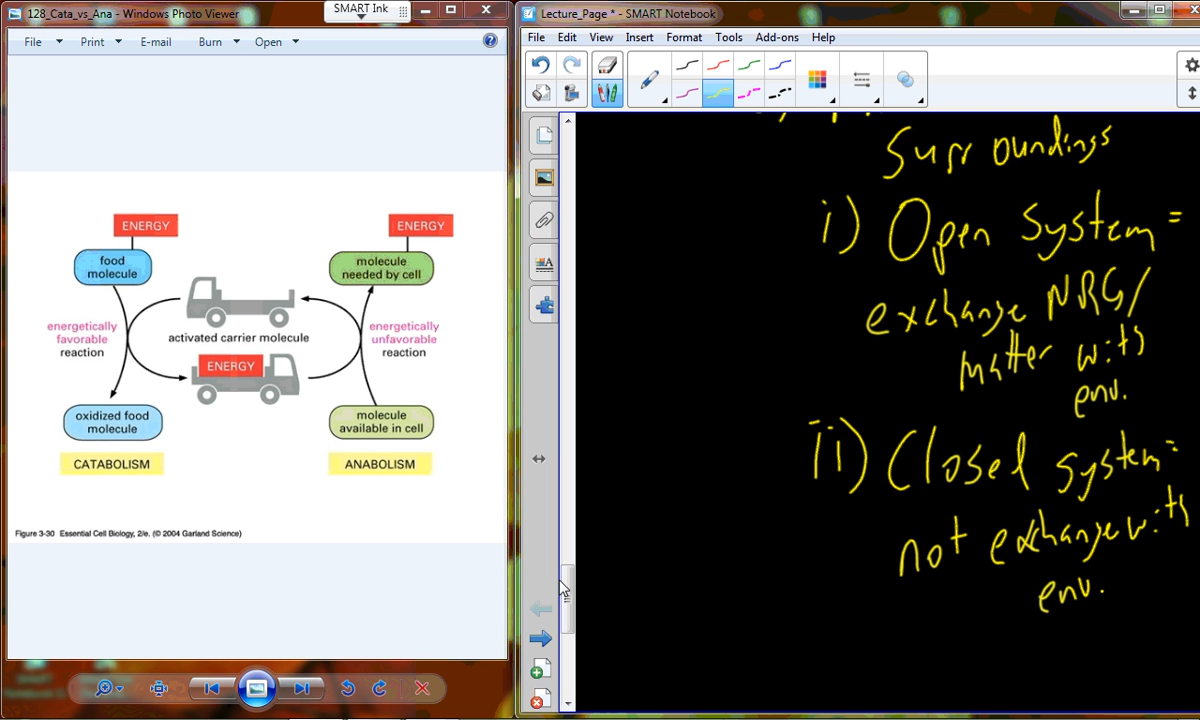 128_Cata_vs_Ana - Windows Photo Viewer
SMART Ink
File Print E-mail Burn Open
ENERGY
food
molecule
energetically
favorable
reaction
oxidized food
molecule
CATABOLISM
activated carrier molecule
ENERGY
ENERGY
molecule
needed by cell
energetically
unfavorable
reaction
molecule
available in cell
ANABOLISM
Figure 3-30 Essential Cell Biology, 2/e. (© 2004 Garland Science)
Lecture_Page * - SMART Notebook
File Edit View Insert Format Tools Add-ons Help
Surroundings
i) Open System =
exchange NRG/
matter with
env.
ii) Closed system =
not exchange with
env.